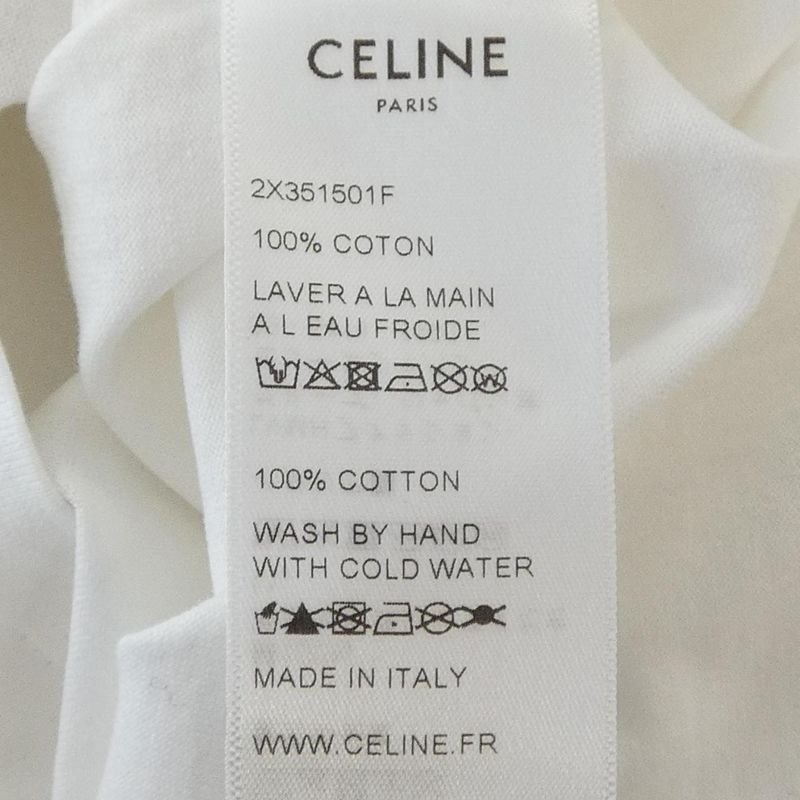 CELINE
PARIS
2X351501F
100% COTON
LAVER A LA MAIN
A L EAU FROIDE
100% COTTON
WASH BY HAND
WITH COLD WATER
MADE IN ITALY
WWW.CELINE.FR